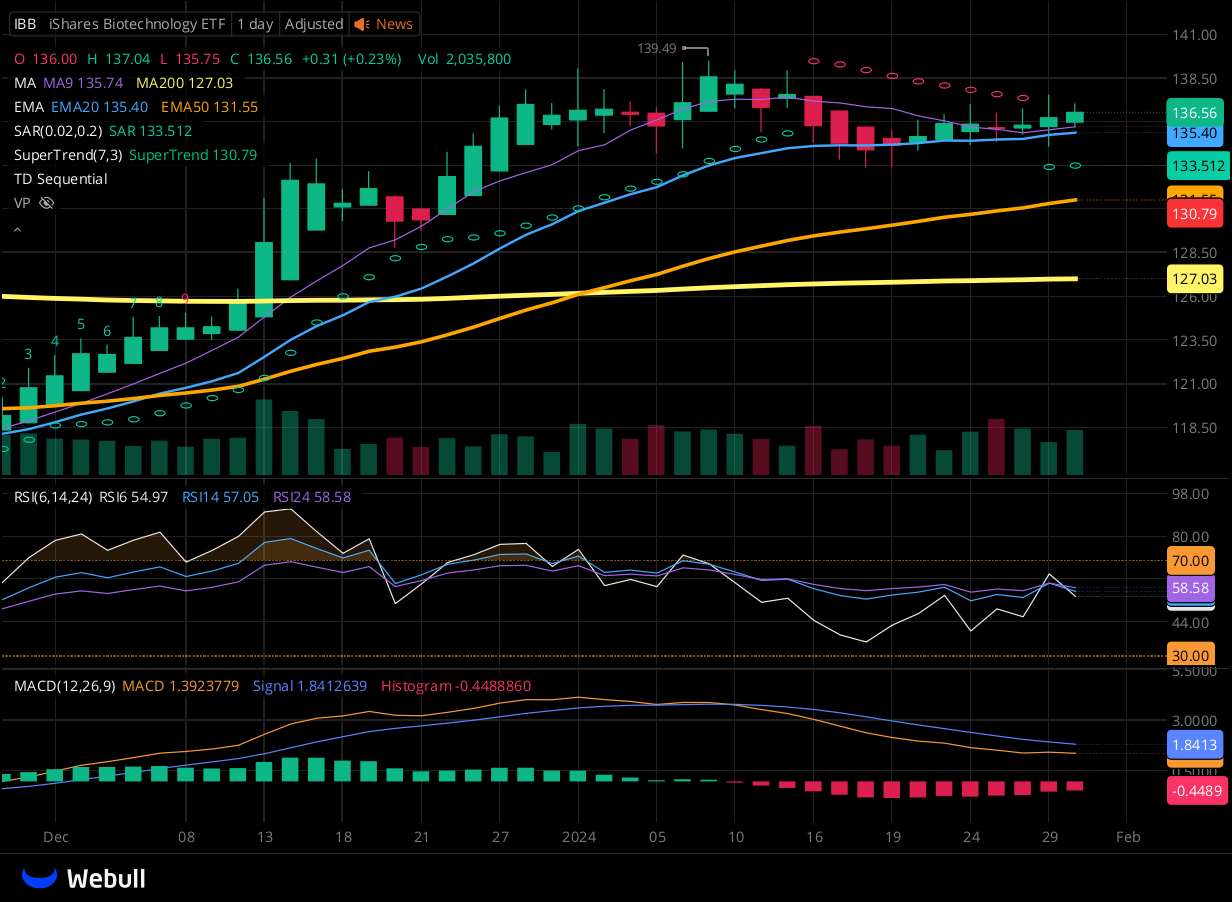 IBB iShares Biotechnology ETF 1 day Adjusted News
O 136.00 H 137.04 L 135.75 C 136.56 +0.31 (+0.23%) Vol 2,035,800
MA MA9 135.74 MA200 127.03
EMA EMA20 135.40 EMA50 131.55
SAR(0.02,0.2) SAR 133.512
SuperTrend(7,3) SuperTrend 130.79
TD Sequential
VP
139.49
141.00
138.50
136.56
135.40
133.512
131.55
130.79
128.50
127.03
126.00
123.50
121.00
118.50
2
3
4
5
6
7
8
9
RSI(6,14,24) RSI6 54.97 RSI14 57.05 RSI24 58.58
98.00
80.00
70.00
58.58
44.00
30.00
MACD(12,26,9) MACD 1.3923779 Signal 1.8412639 Histogram -0.4488860
5.5000
3.0000
1.8413
0.5000
-0.4489
Dec 08 13 18 21 27 2024 05 10 16 19 24 29 Feb
Webull